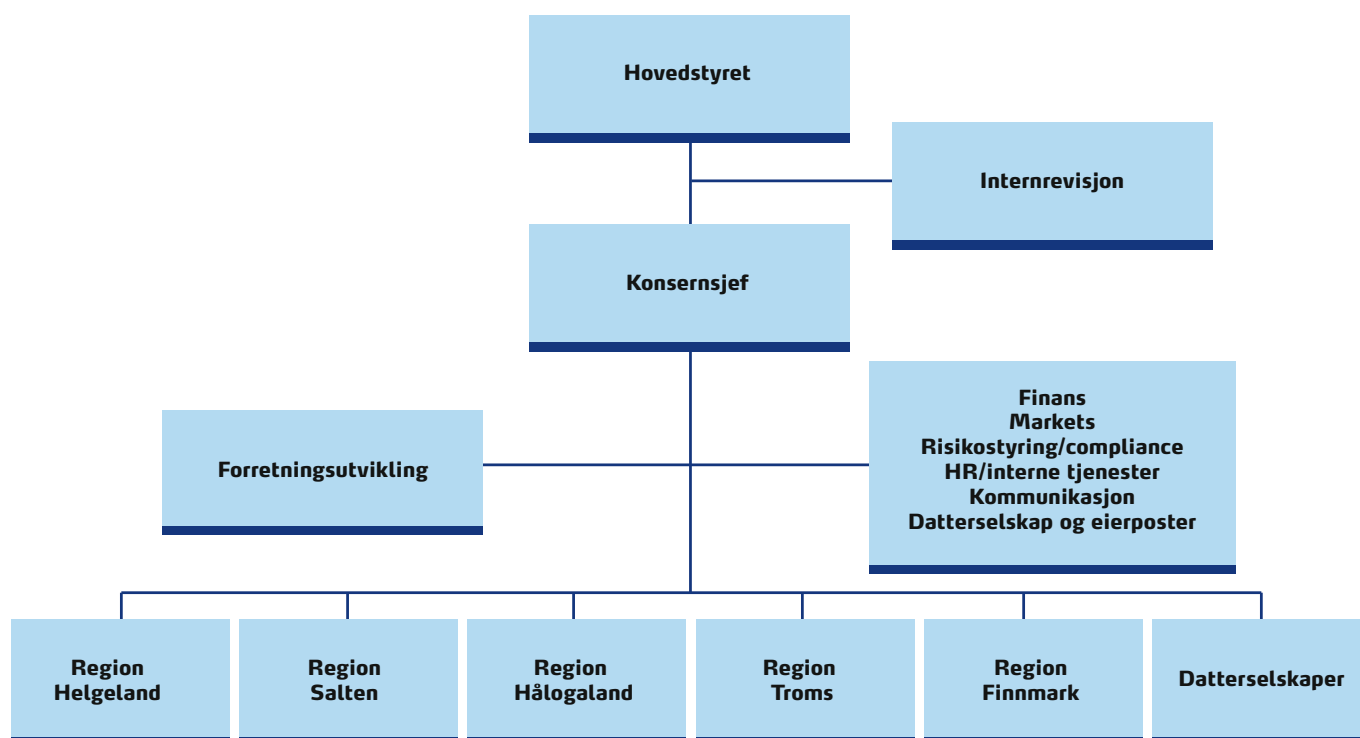 Hovedstyret
Internrevisjon
Konsernsjef
Finans
Markets
Risikostyring/compliance
HR/interne tjenester
Kommunikasjon
Datterselskap og eierposter
Forretningsutvikling
Region
Helgeland
Region
Salten
Region
Hålogaland
Region
Troms
Region
Finnmark
Datterselskaper